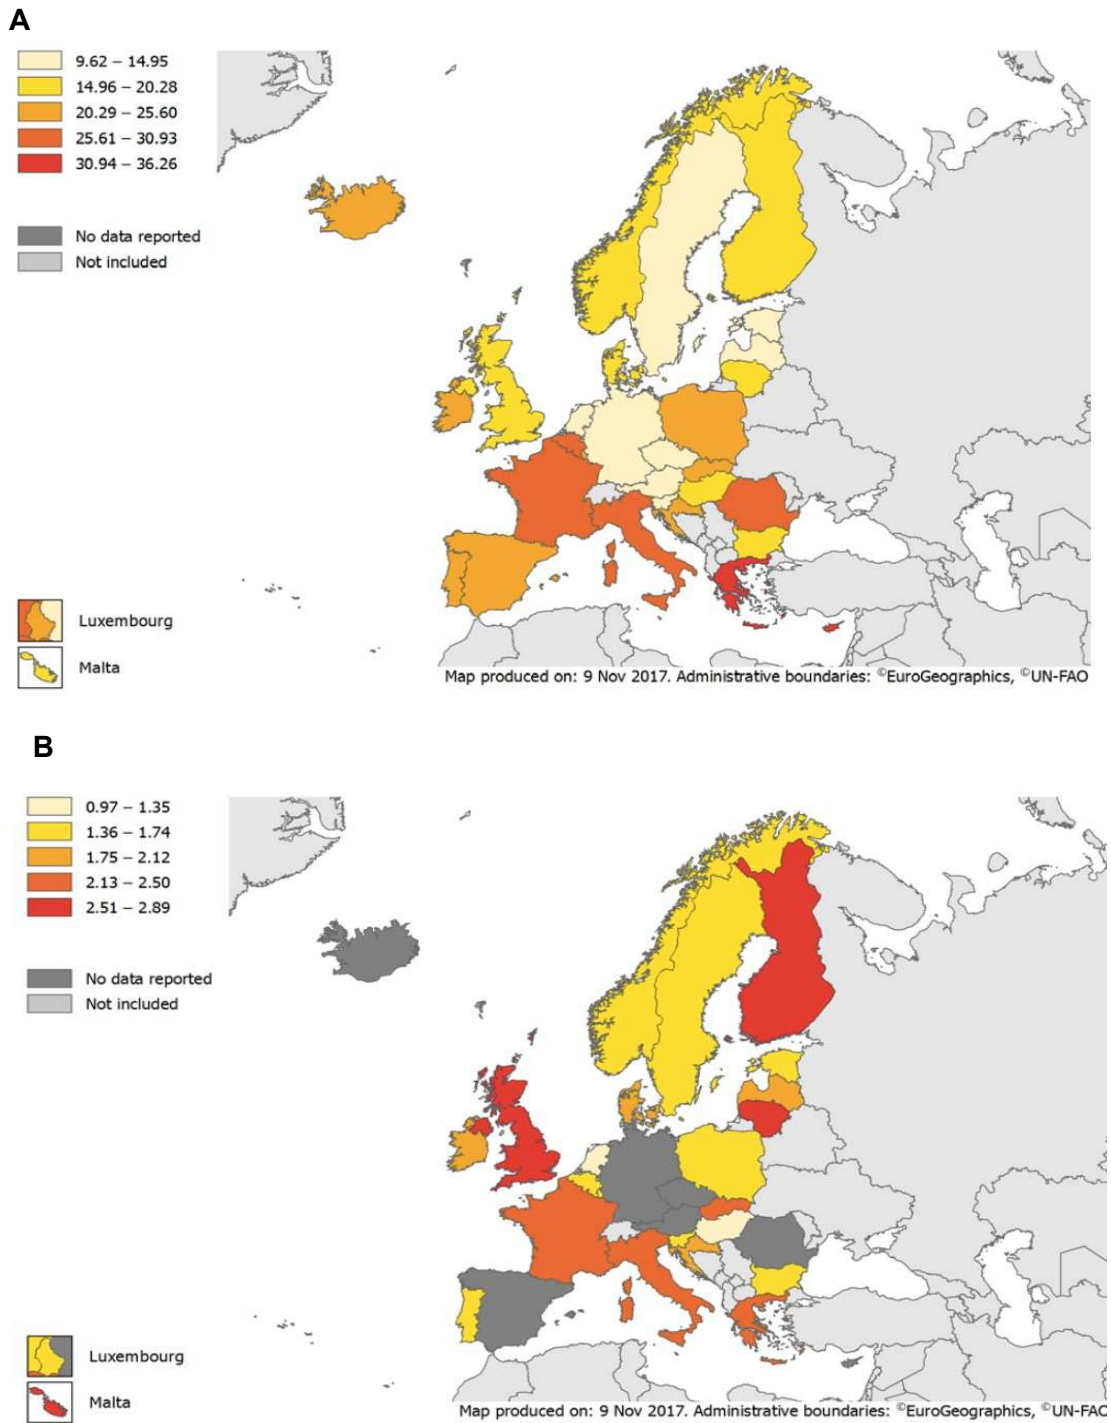 A
9.62 – 14.95
14.96 – 20.28
20.29 – 25.60
25.61 – 30.93
30.94 – 36.26
No data reported
Not included
Luxembourg
Malta
Map produced on: 9 Nov 2017. Administrative boundaries: ©EuroGeographics, ©UN-FAO
B
0.97 – 1.35
1.36 – 1.74
1.75 – 2.12
2.13 – 2.50
2.51 – 2.89
No data reported
Not included
Luxembourg
Malta
Map produced on: 9 Nov 2017. Administrative boundaries: ©EuroGeographics, ©UN-FAO